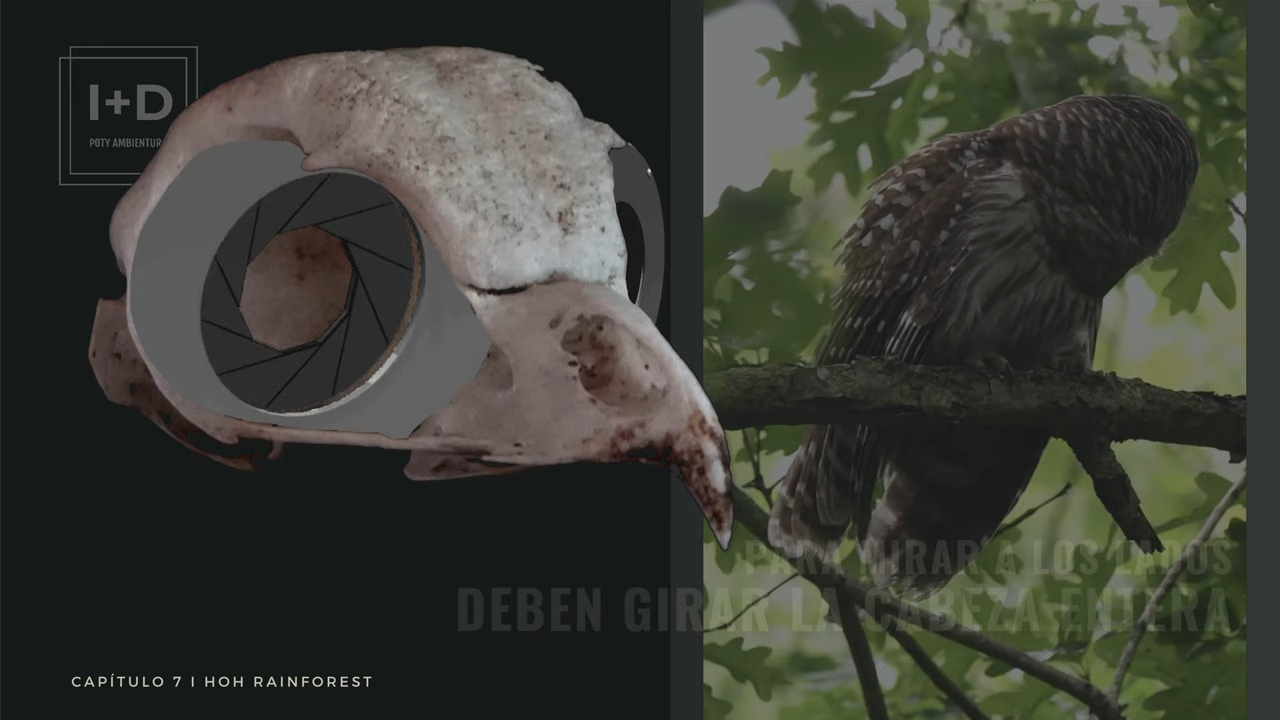 I+D
POTY AMBIENTUR
PARA MIRAR A LOS LADOS
DEBEN GIRAR LA CABEZA ENTERA
CAPÍTULO 7 I HOH RAINFOREST